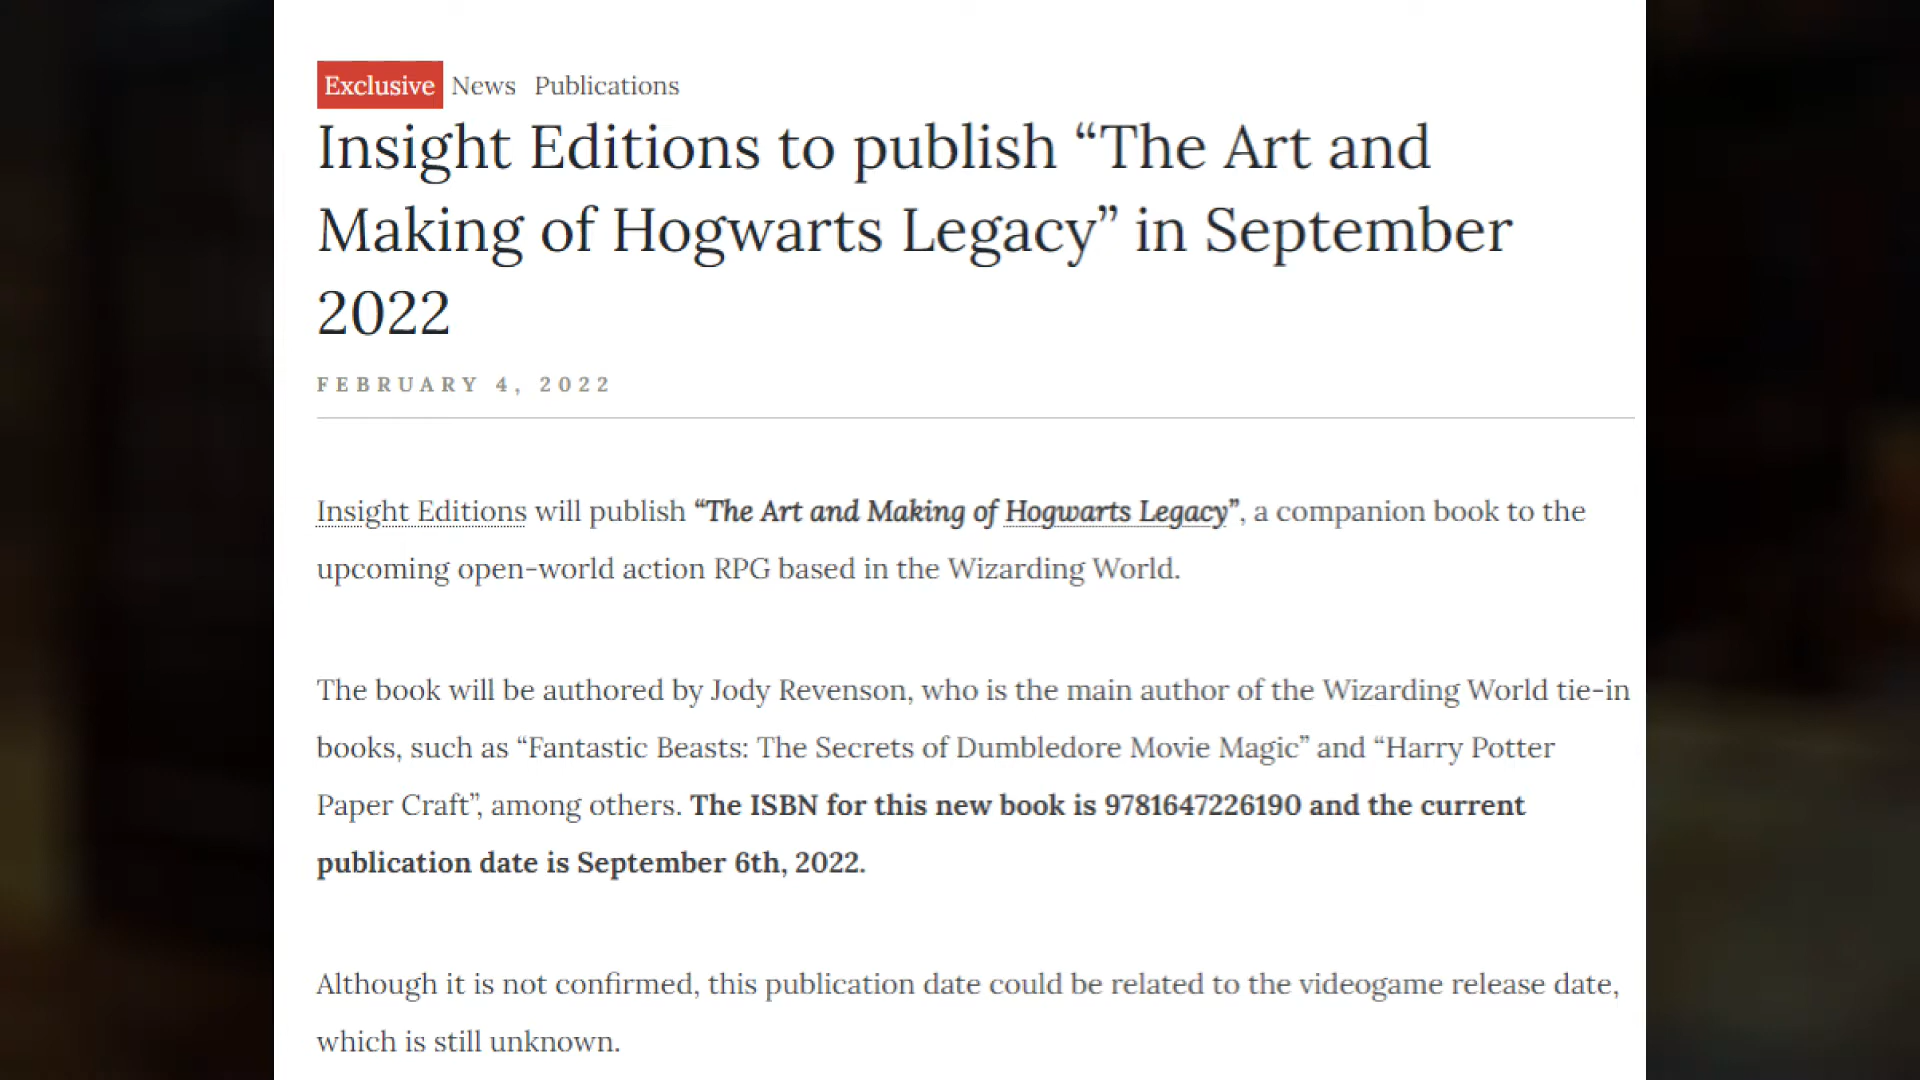 Exclusive News Publications
Insight Editions to publish “The Art and
Making of Hogwarts Legacy” in September
2022
FEBRUARY 4, 2022
Insight Editions will publish “The Art and Making of Hogwarts Legacy”, a companion book to the
upcoming open-world action RPG based in the Wizarding World.
The book will be authored by Jody Revenson, who is the main author of the Wizarding World tie-in
books, such as “Fantastic Beasts: The Secrets of Dumbledore Movie Magic” and “Harry Potter
Paper Craft”, among others. The ISBN for this new book is 9781647226190 and the current
publication date is September 6th, 2022.
Although it is not confirmed, this publication date could be related to the videogame release date,
which is still unknown.